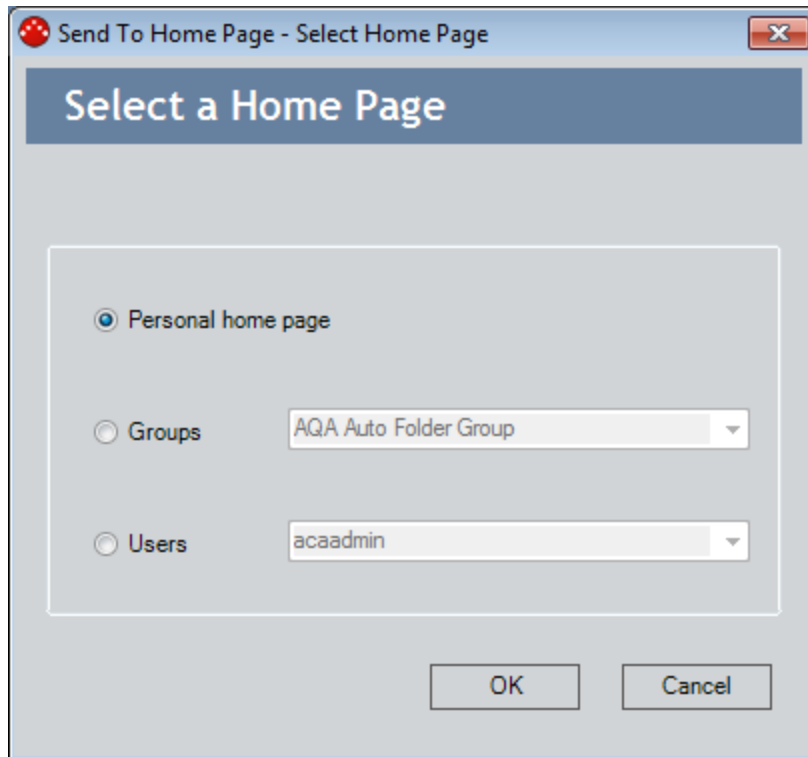 Send To Home Page - Select Home Page
Select a Home Page
Personal home page
Groups
AQA Auto Folder Group
Users
acaadmin
OK
Cancel